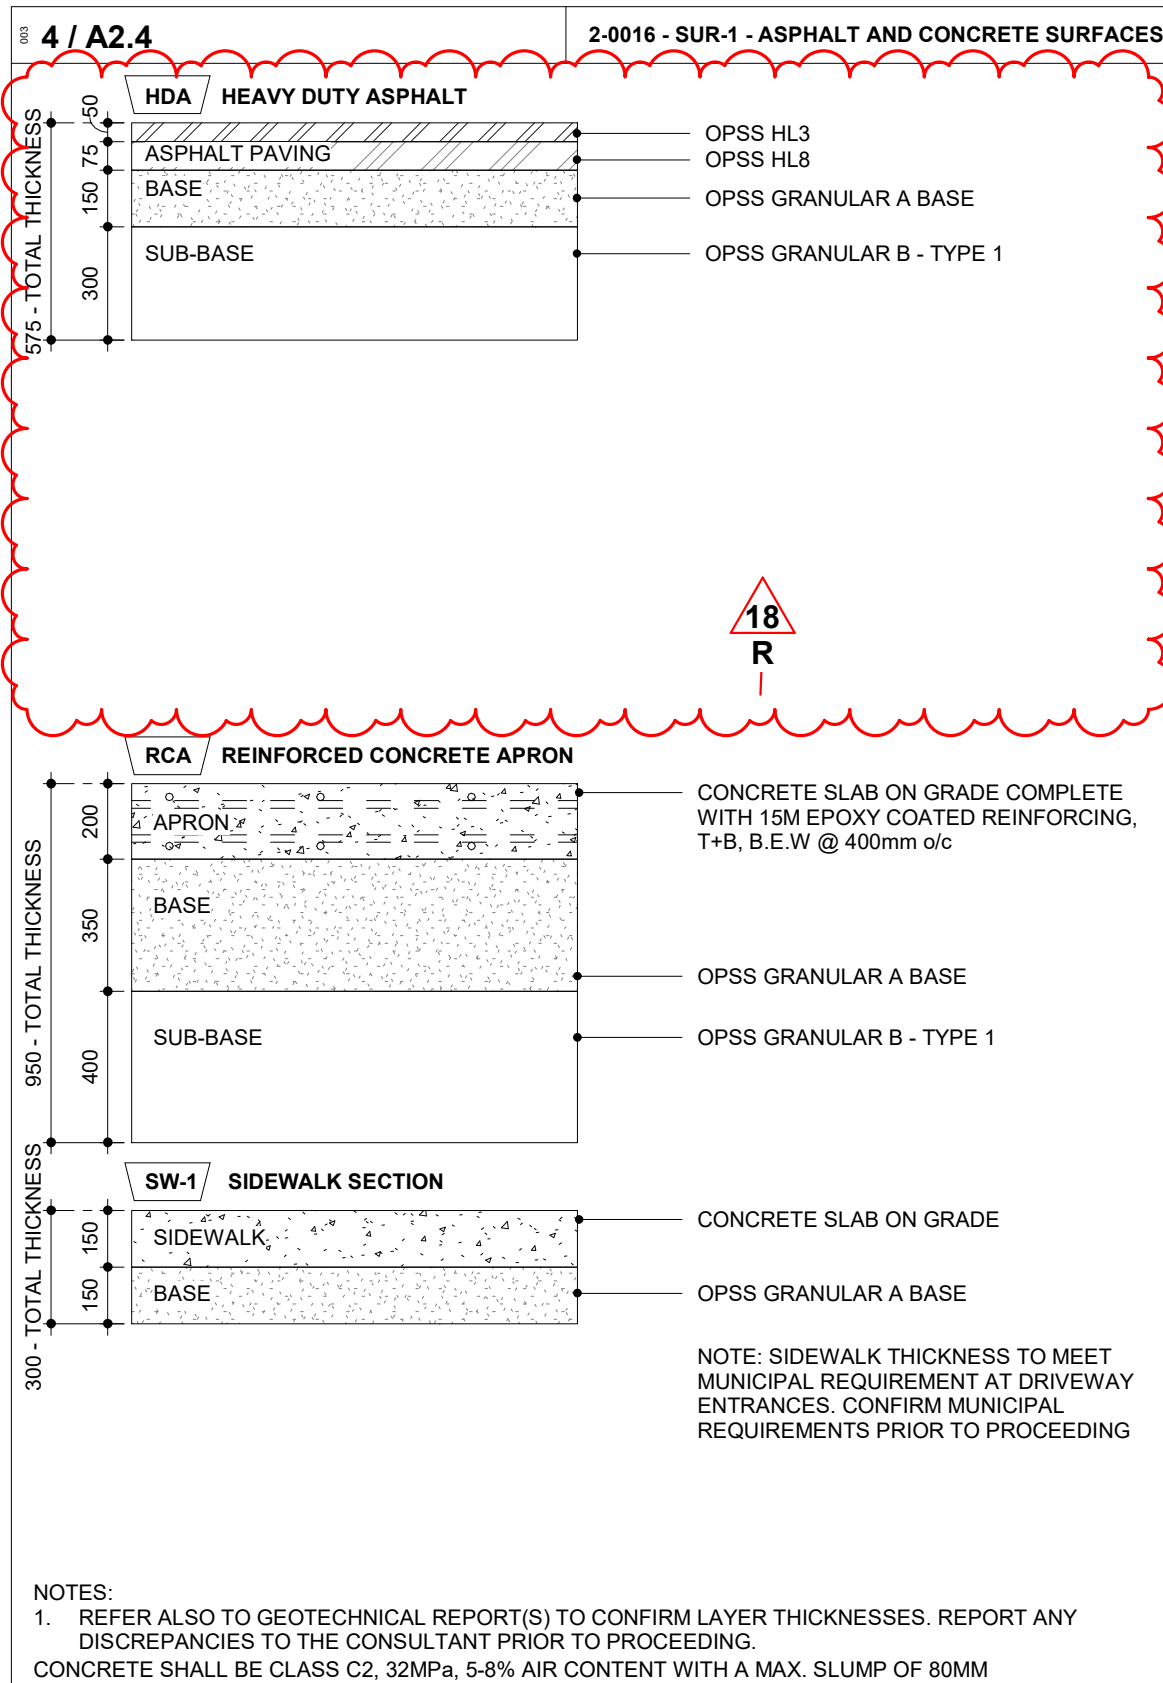 003
4 / A2.4
2-0016 - SUR-1 - ASPHALT AND CONCRETE SURFACES
HDA
HEAVY DUTY ASPHALT
575 - TOTAL THICKNESS
50
75
150
300
ASPHALT PAVING
BASE
SUB-BASE
OPSS HL3
OPSS HL8
OPSS GRANULAR A BASE
OPSS GRANULAR B - TYPE 1
18
R
RCA
REINFORCED CONCRETE APRON
950 - TOTAL THICKNESS
200
350
400
APRON
BASE
SUB-BASE
CONCRETE SLAB ON GRADE COMPLETE
WITH 15M EPOXY COATED REINFORCING,
T+B, B.E.W @ 400mm o/c
OPSS GRANULAR A BASE
OPSS GRANULAR B - TYPE 1
SW-1
SIDEWALK SECTION
300 - TOTAL THICKNESS
150
150
SIDEWALK
BASE
CONCRETE SLAB ON GRADE
OPSS GRANULAR A BASE
NOTE: SIDEWALK THICKNESS TO MEET
MUNICIPAL REQUIREMENT AT DRIVEWAY
ENTRANCES. CONFIRM MUNICIPAL
REQUIREMENTS PRIOR TO PROCEEDING
NOTES:
1. REFER ALSO TO GEOTECHNICAL REPORT(S) TO CONFIRM LAYER THICKNESSES. REPORT ANY
DISCREPANCIES TO THE CONSULTANT PRIOR TO PROCEEDING.
CONCRETE SHALL BE CLASS C2, 32MPa, 5-8% AIR CONTENT WITH A MAX. SLUMP OF 80MM